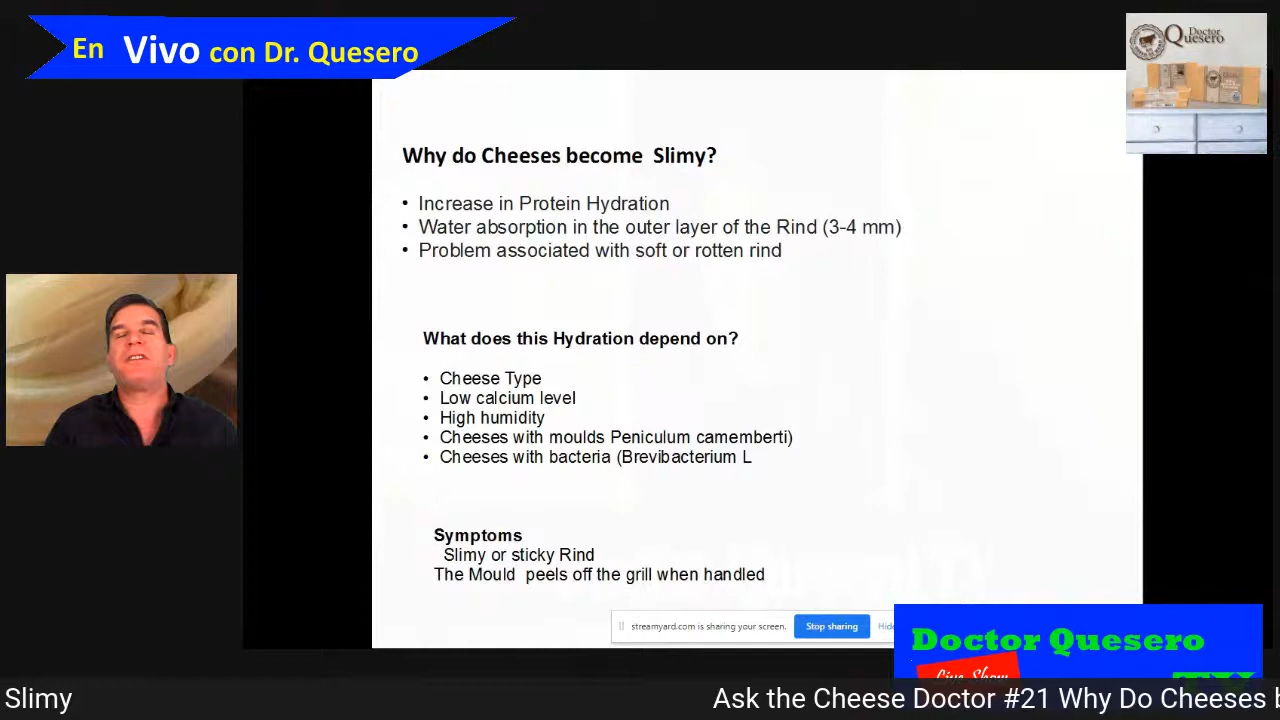 En Vivo con Dr. Quesero
Doctor
Quesero
Why do Cheeses become Slimy?
• Increase in Protein Hydration
• Water absorption in the outer layer of the Rind (3-4 mm)
• Problem associated with soft or rotten rind
What does this Hydration depend on?
• Cheese Type
• Low calcium level
• High humidity
• Cheeses with moulds Peniculum camemberti)
• Cheeses with bacteria (Brevibacterium L
Symptoms
Slimy or sticky Rind
The Mould peels off the grill when handled
streamyard.com is sharing your screen.
Stop sharing
Hide
Doctor Quesero
Live Show
TV
Slimy
Ask the Cheese Doctor #21 Why Do Cheeses b